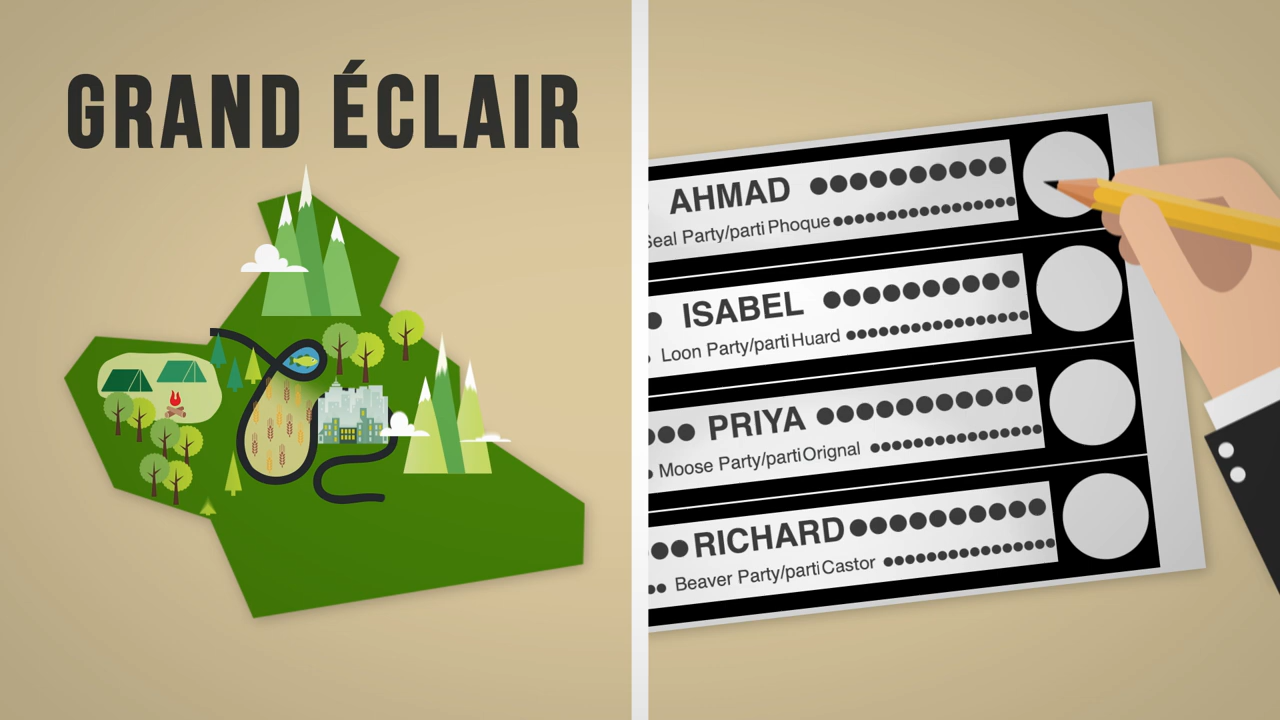 GRAND ÉCLAIR
AHMAD
Seal Party/parti Phoque
ISABEL
Loon Party/parti Huard
PRIYA
Moose Party/parti Orignal
RICHARD
Beaver Party/parti Castor